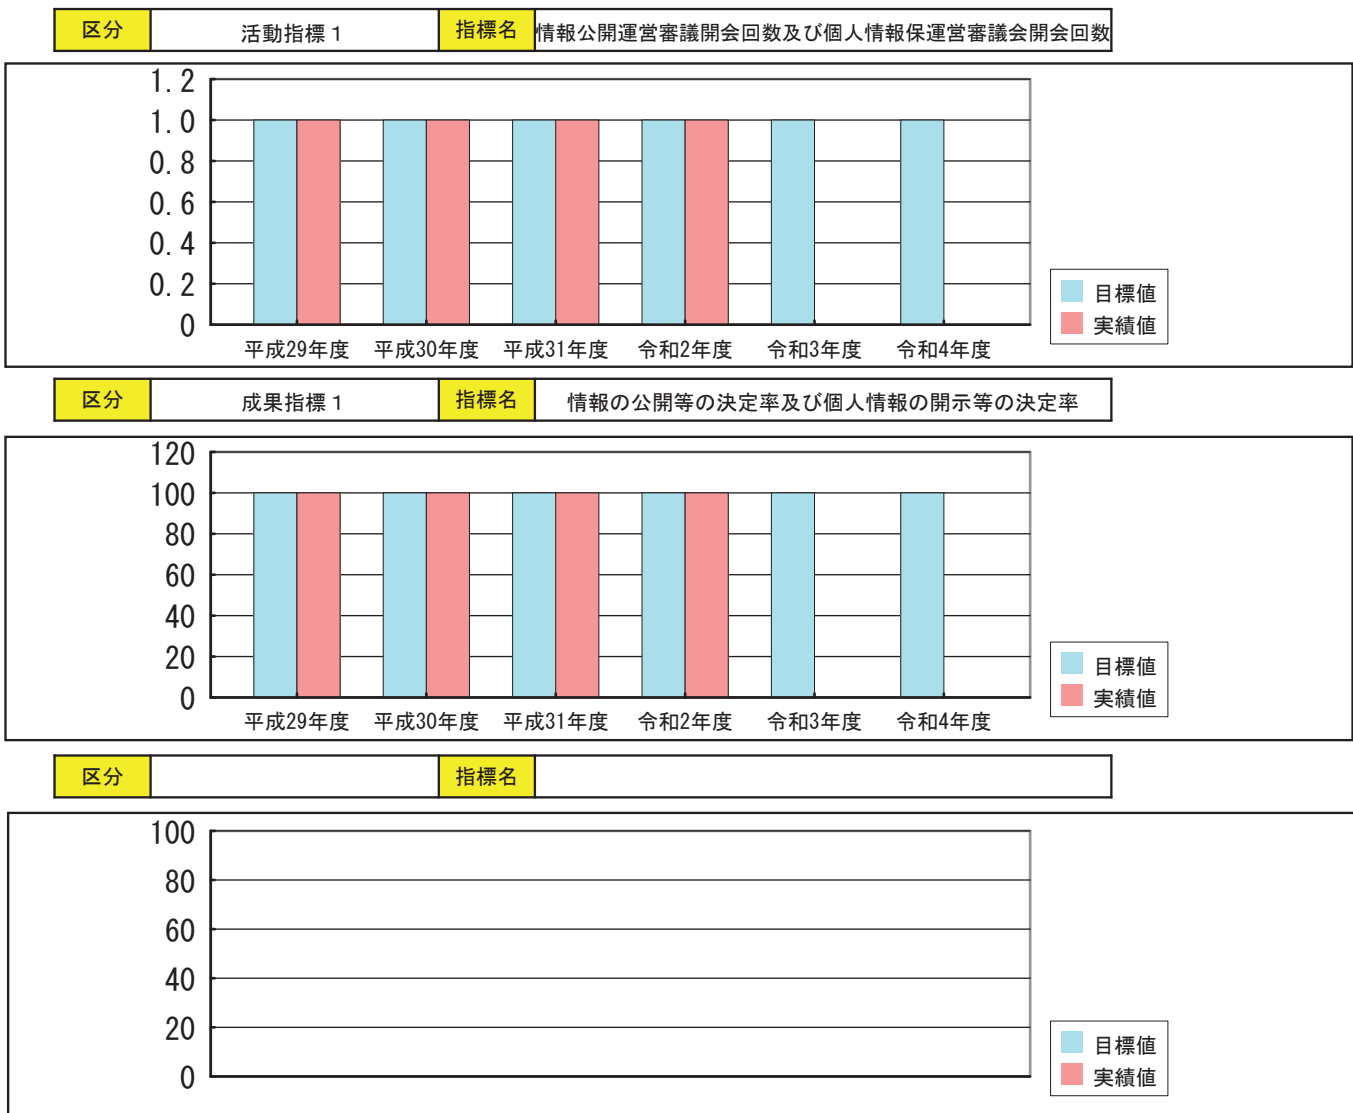 区分 活動指標1 指標名 情報公開運営審議開会回数及び個人情報保運営審議会開会回数
1.2
1.0
0.8
0.6
0.4
0.2
0
平成29年度 平成30年度 平成31年度 令和2年度 令和3年度 令和4年度
目標値
実績値
区分 成果指標1 指標名 情報の公開等の決定率及び個人情報の開示等の決定率
120
100
80
60
40
20
0
平成29年度 平成30年度 平成31年度 令和2年度 令和3年度 令和4年度
目標値
実績値
区分 指標名
100
80
60
40
20
0
目標値
実績値